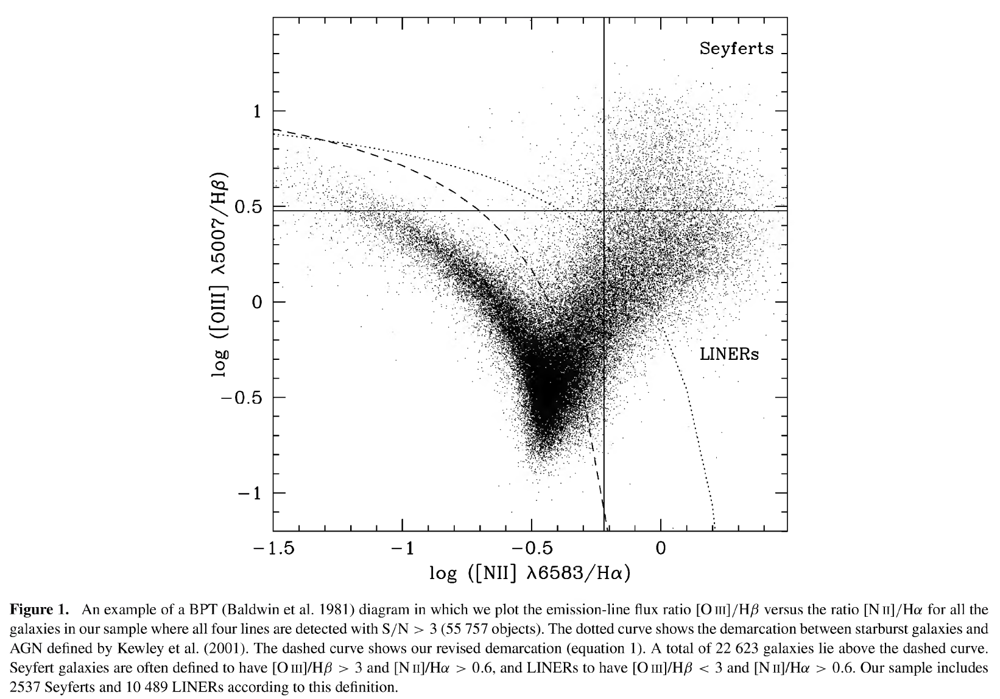 Seyferts
1
0.5
0
−0.5
−1
log ([OIII] λ5007/Hβ)
LINERs
−1.5
−1
−0.5
0
log ([NII] λ6583/Hα)
Figure 1. An example of a BPT (Baldwin et al. 1981) diagram in which we plot the emission-line flux ratio [O III]/Hβ versus the ratio [N II]/Hα for all the
galaxies in our sample where all four lines are detected with S/N > 3 (55 757 objects). The dotted curve shows the demarcation between starburst galaxies and
AGN defined by Kewley et al. (2001). The dashed curve shows our revised demarcation (equation 1). A total of 22 623 galaxies lie above the dashed curve.
Seyfert galaxies are often defined to have [O III]/Hβ > 3 and [N II]/Hα > 0.6, and LINERs to have [O III]/Hβ < 3 and [N II]/Hα > 0.6. Our sample includes
2537 Seyferts and 10 489 LINERs according to this definition.